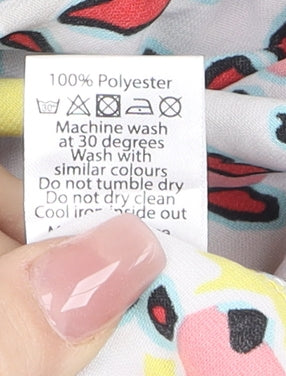 100% Polyester
Machine wash
at 30 degrees
Wash with
similar colours
Do not tumble dry
Do not dry clean
Cool iron inside out